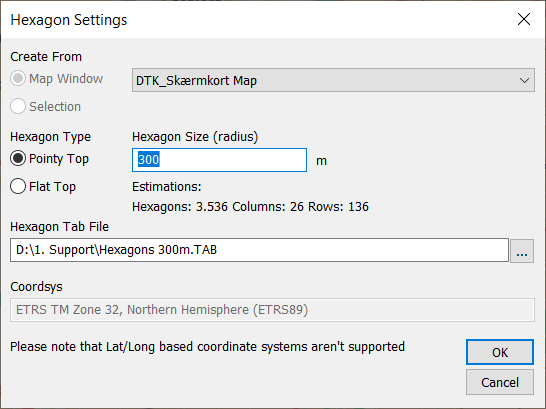 Hexagon Settings
Create From
Map Window
DTK_Skærmkort Map
Selection
Hexagon Type
Hexagon Size (radius)
Pointy Top
300 m
Flat Top
Estimations:
Hexagons: 3.536 Columns: 26 Rows: 136
Hexagon Tab File
D:\1. Support\Hexagons 300m.TAB
...
Coordsys
ETRS TM Zone 32, Northern Hemisphere (ETRS89)
Please note that Lat/Long based coordinate systems aren't supported
OK
Cancel